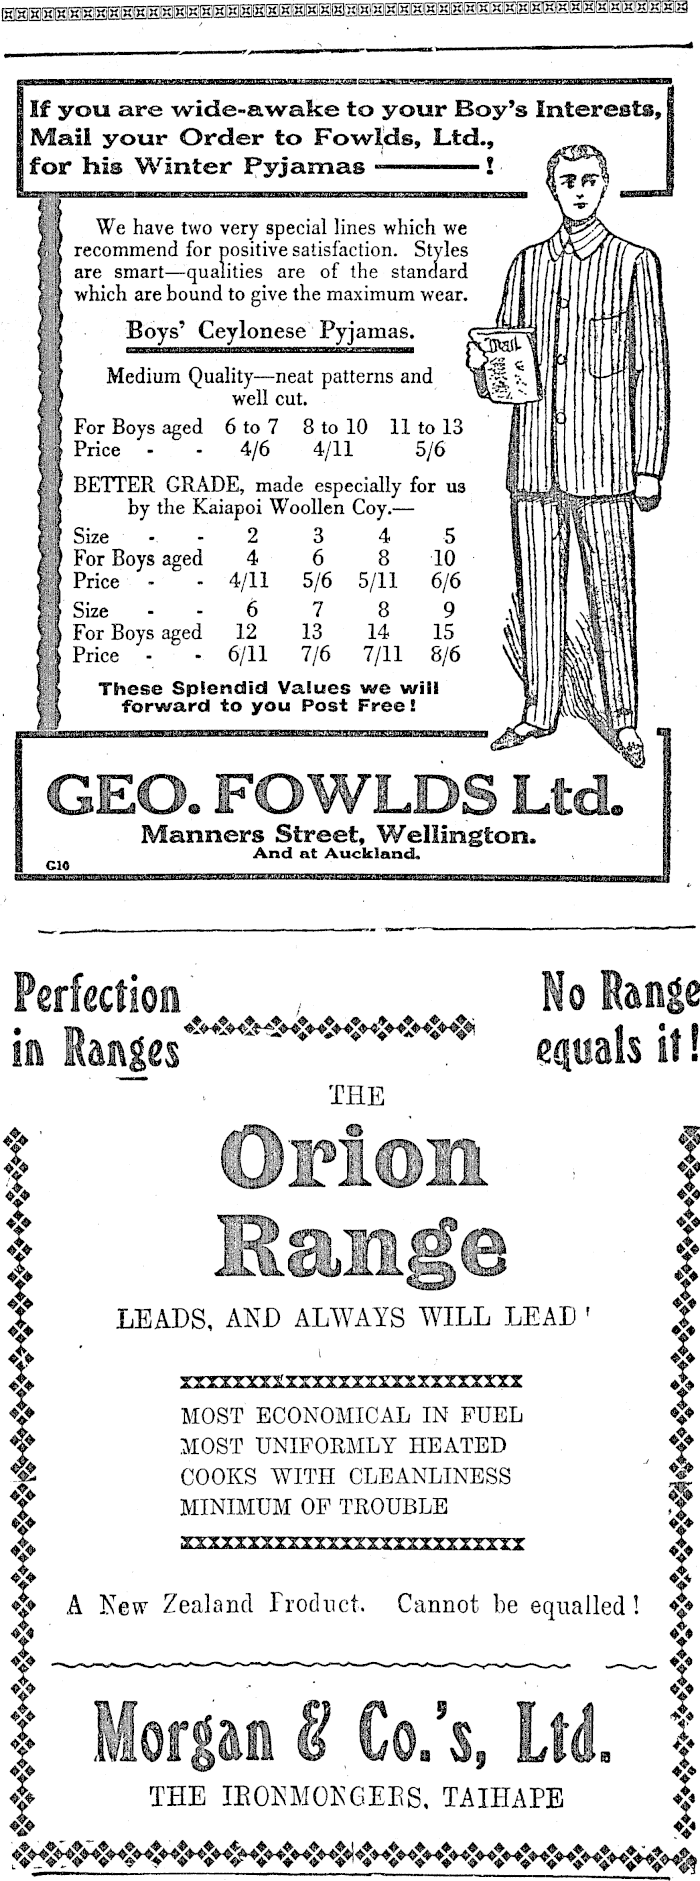 If you are wide-awake to your Boy's Interests,
Mail your Order to Fowlds, Ltd.,
for his Winter Pyjamas ———!
We have two very special lines which we
recommend for positive satisfaction. Styles
are smart—qualities are of the standard
which are bound to give the maximum wear.
Boys' Ceylonese Pyjamas.
Mail
Medium Quality—neat patterns and
well cut.
For Boys aged 6 to 7 8 to 10 11 to 13
Price - - 4/6 4/11 5/6
BETTER GRADE, made especially for us
by the Kaiapoi Woollen Coy.—
Size - - 2 3 4 5
For Boys aged 4 6 8 10
Price - - 4/11 5/6 5/11 6/6
Size - - 6 7 8 9
For Boys aged 12 13 14 15
Price - - 6/11 7/6 7/11 8/6
These Splendid Values we will
forward to you Post Free!
GEO. FOWLDS Ltd.
Manners Street, Wellington.
And at Auckland.
G10
Perfection
in Ranges
No Range
equals it!
THE
Orion
Range
LEADS, AND ALWAYS WILL LEAD!
MOST ECONOMICAL IN FUEL
MOST UNIFORMLY HEATED
COOKS WITH CLEANLINESS
MINIMUM OF TROUBLE
A New Zealand Product. Cannot be equalled!
Morgan & Co.'s, Ltd.
THE IRONMONGERS, TAIHAPE